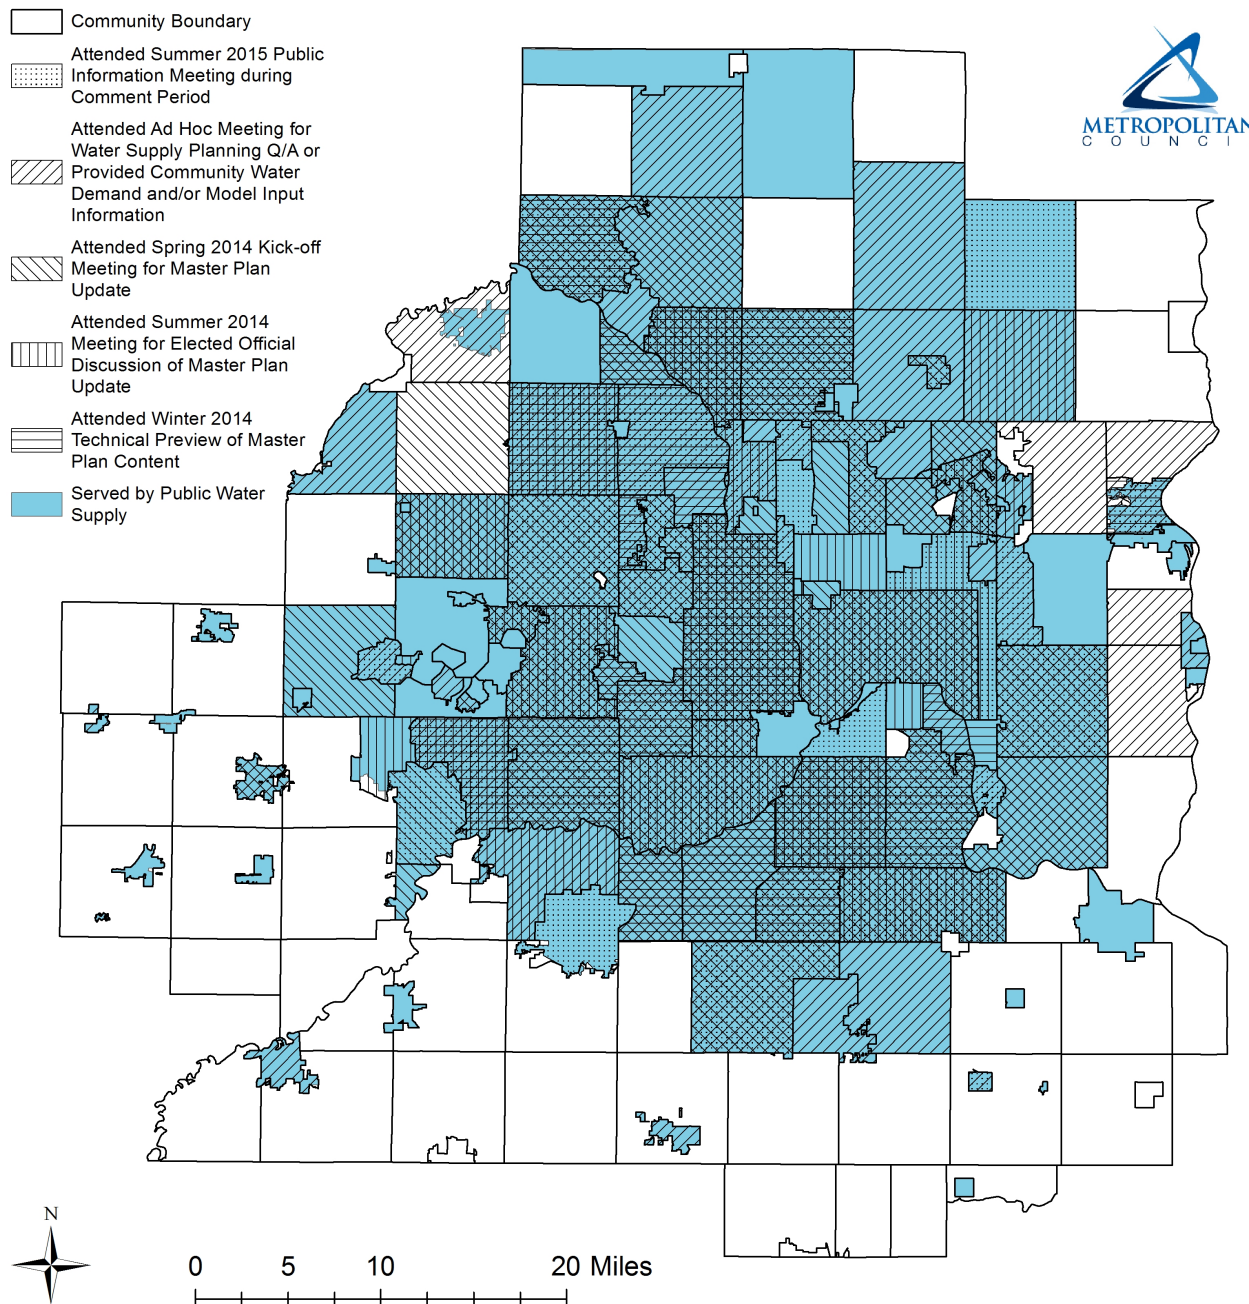 Community Boundary
Attended Summer 2015 Public
Information Meeting during
Comment Period
Attended Ad Hoc Meeting for
Water Supply Planning Q/A or
Provided Community Water
Demand and/or Model Input
Information
Attended Spring 2014 Kick-off
Meeting for Master Plan
Update
Attended Summer 2014
Meeting for Elected Official
Discussion of Master Plan
Update
Attended Winter 2014
Technical Preview of Master
Plan Content
Served by Public Water
Supply
METROPOLITAN
COUNCI
N
0 5 10 20 Miles